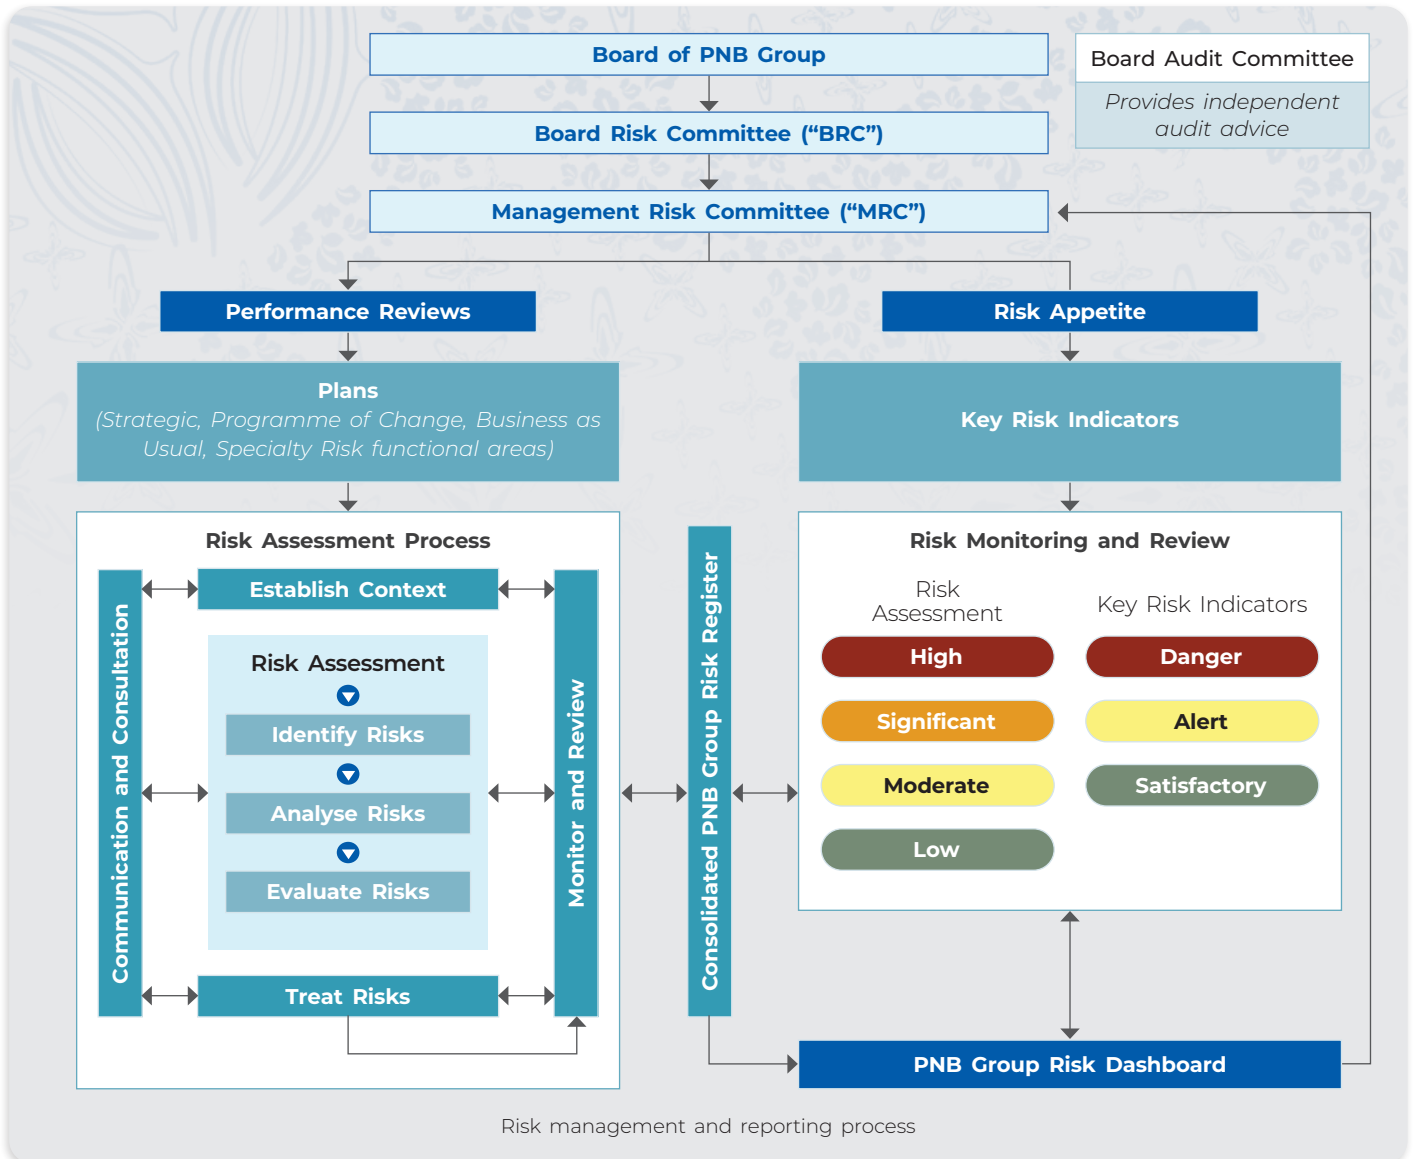 Board of PNB Group
Board Audit Committee
Provides independent
audit advice
Board Risk Committee (“BRC”)
Management Risk Committee (“MRC”)
Performance Reviews
Risk Appetite
Plans
(Strategic, Programme of Change, Business as
Usual, Specialty Risk functional areas)
Key Risk Indicators
Risk Assessment Process
Communication and Consultation
Establish Context
Risk Assessment
Identify Risks
Analyse Risks
Evaluate Risks
Treat Risks
Monitor and Review
Consolidated PNB Group Risk Register
Risk Monitoring and Review
Risk
Assessment
High
Significant
Moderate
Low
Key Risk Indicators
Danger
Alert
Satisfactory
PNB Group Risk Dashboard
Risk management and reporting process